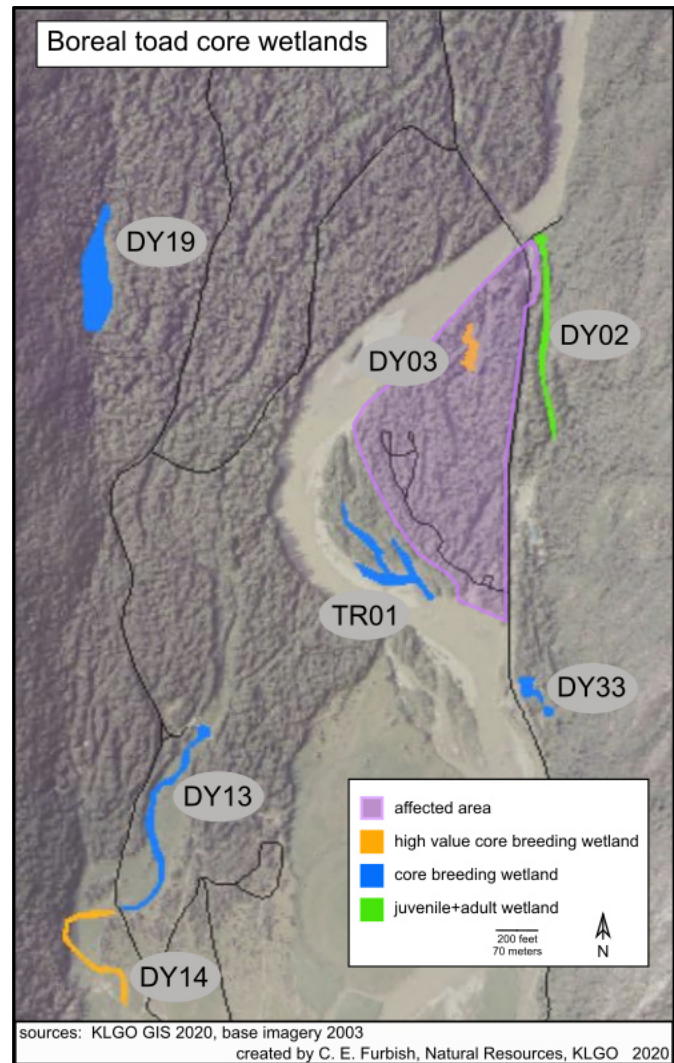 Boreal toad core wetlands
DY19
DY02
DY03
TR01
DY33
DY13
DY14
affected area
high value core breeding wetland
core breeding wetland
juvenile+adult wetland
200 feet
70 meters
N
sources: KLGO GIS 2020, base imagery 2003
created by C. E. Furbish, Natural Resources, KLGO 2020